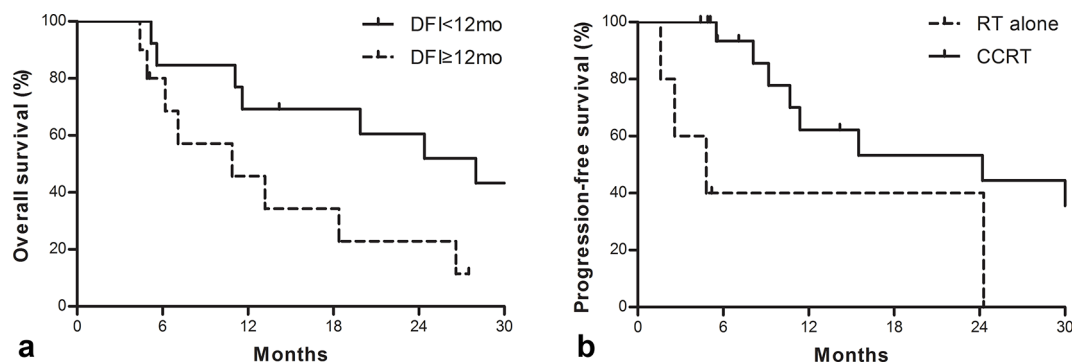 Overall survival (%)
100
80
60
40
20
0
0 6 12 18 24 30
Months
DFI<12mo
DFI≥12mo
a
Progression-free survival (%)
100
80
60
40
20
0
0 6 12 18 24 30
Months
RT alone
CCRT
b